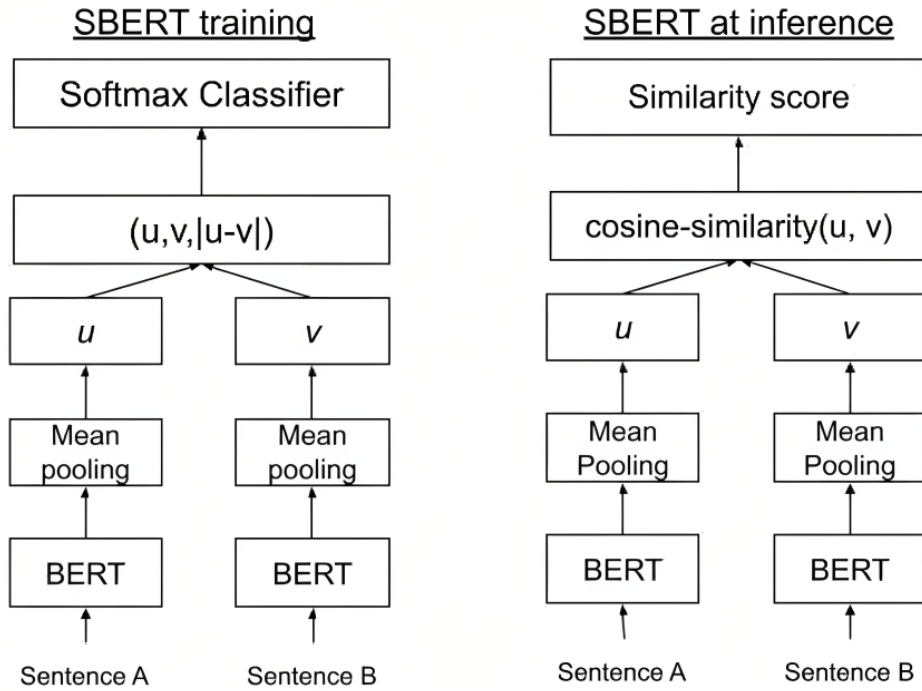 SBERT training
Softmax Classifier
(u,v,|u-v|)
u
v
Mean
pooling
Mean
pooling
BERT
BERT
Sentence A
Sentence B
SBERT at inference
Similarity score
cosine-similarity(u, v)
u
v
Mean
Pooling
Mean
Pooling
BERT
BERT
Sentence A
Sentence B